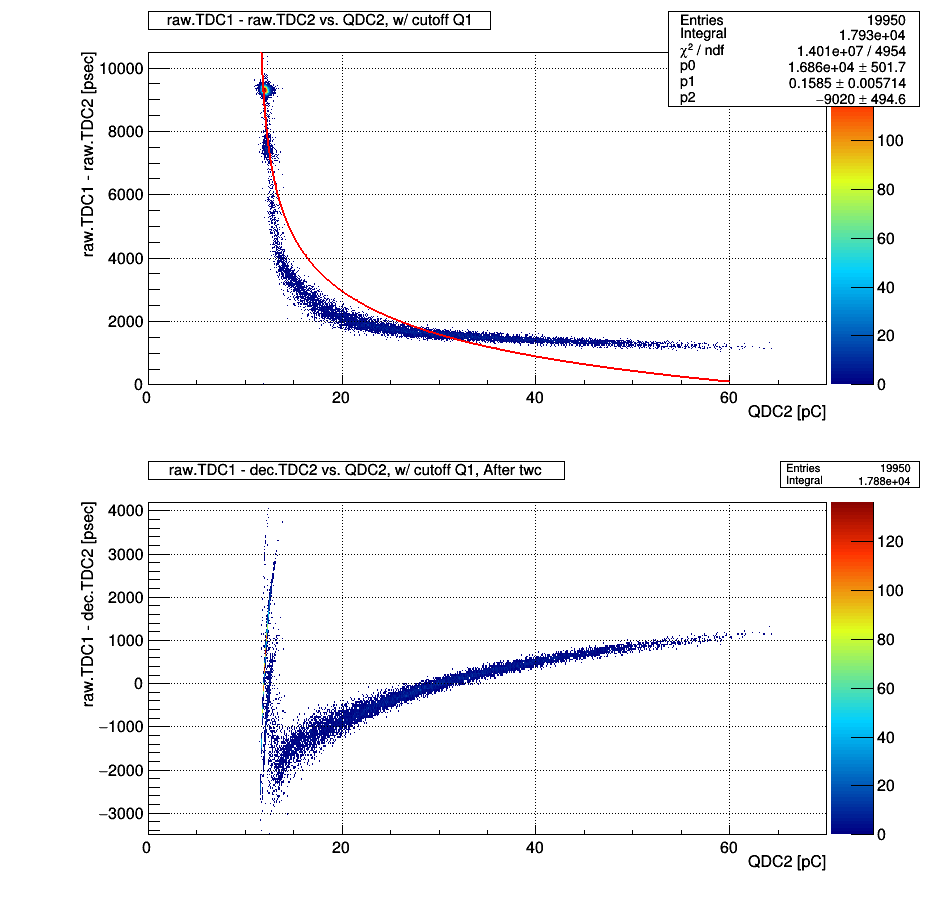 raw.TDC1 - raw.TDC2 vs. QDC2, w/ cutoff Q1
Entries 19950
Integral 1.793e+04
χ² / ndf 1.401e+07 / 4954
p0 1.686e+04 ± 501.7
p1 0.1585 ± 0.005714
p2 −9020 ± 494.6
raw.TDC1 - raw.TDC2 [psec]
10000
8000
6000
4000
2000
0
0 20 40 60
QDC2 [pC]
100
80
60
40
20
0
raw.TDC1 - dec.TDC2 vs. QDC2, w/ cutoff Q1, After twc
Entries 19950
Integral 1.788e+04
raw.TDC1 - dec.TDC2 [psec]
4000
3000
2000
1000
0
−1000
−2000
−3000
0 20 40 60
QDC2 [pC]
120
100
80
60
40
20
0